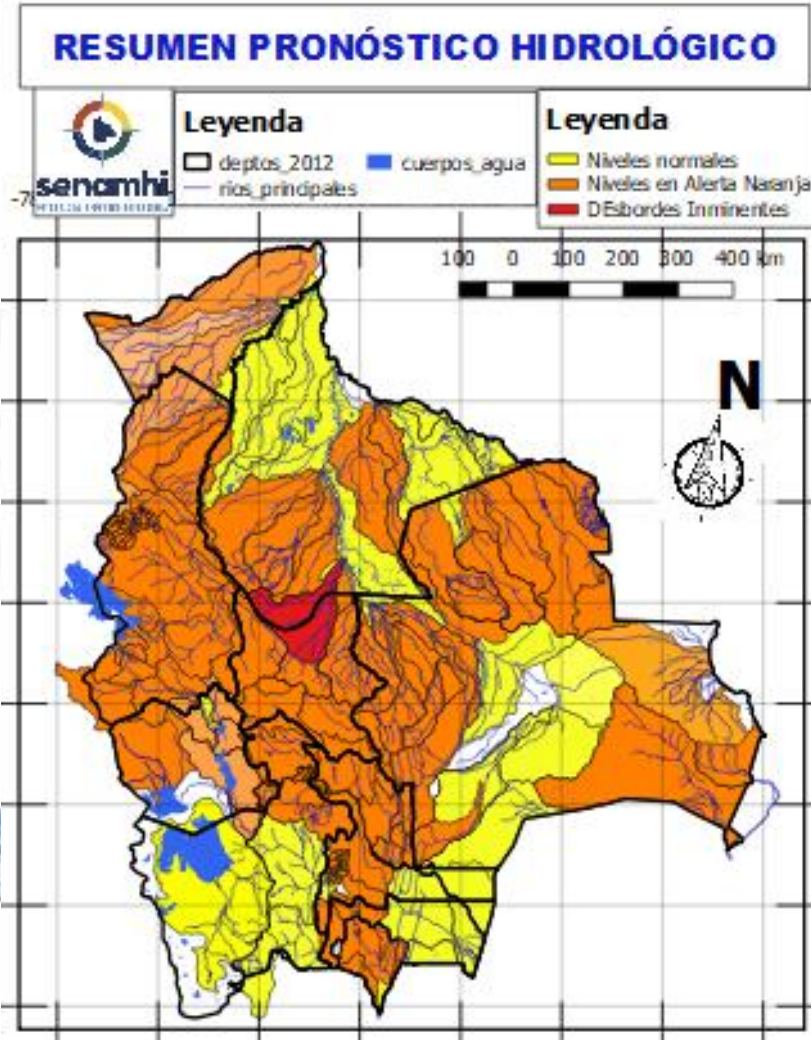 RESUMEN PRONÓSTICO HIDROLÓGICO
senamhi
Leyenda
deptos_2012
cuerpos_agua
rios_principales
Leyenda
Niveles normales
Niveles en Alerta Naranja
DEsbordes Inminentes
100 0 100 200 300 400 km
N